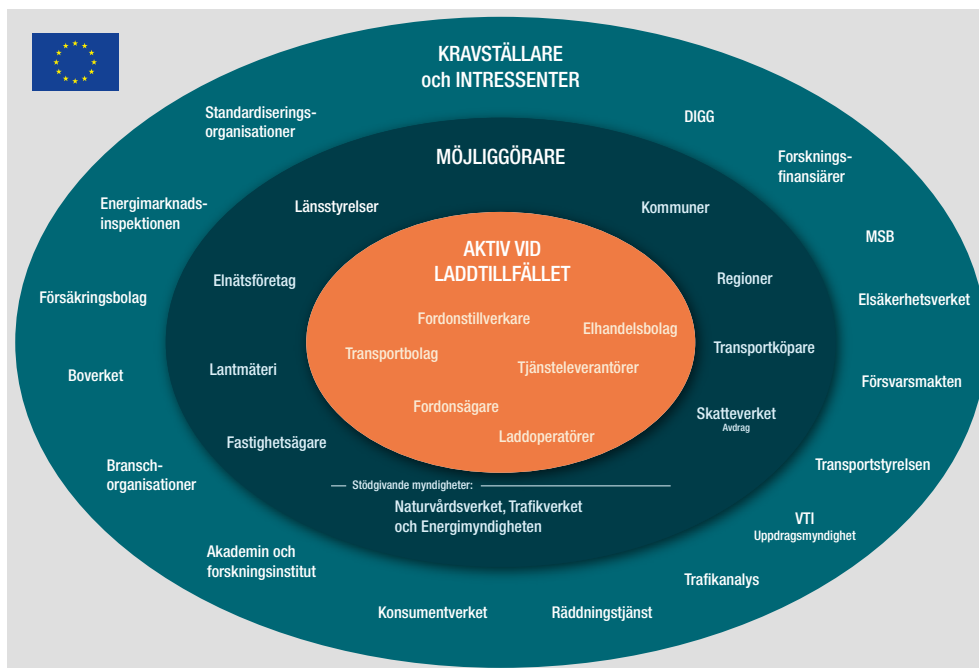 KRAVSTÄLLARE
och INTRESSENTER
Standardiserings-
organisationer
DIGG
Forsknings-
finansiärer
Energimarknads-
inspektionen
MSB
Försäkringsbolag
Elsäkerhetsverket
Boverket
Försvarsmakten
Bransch-
organisationer
Transportstyrelsen
VTI
Uppdragsmyndighet
Akademin och
forskningsinstitut
Trafikanalys
Konsumentverket
Räddningstjänst
MÖJLIGGÖRARE
Länsstyrelser
Kommuner
Elnätsföretag
Regioner
Lantmäteri
Transportköpare
Fastighetsägare
Skatteverket
Avdrag
Stödgivande myndigheter:
Naturvårdsverket, Trafikverket
och Energimyndigheten
AKTIV VID
LADDTILLFÄLLET
Fordonstillverkare
Elhandelsbolag
Transportbolag
Tjänsteleverantörer
Fordonsägare
Laddoperatörer